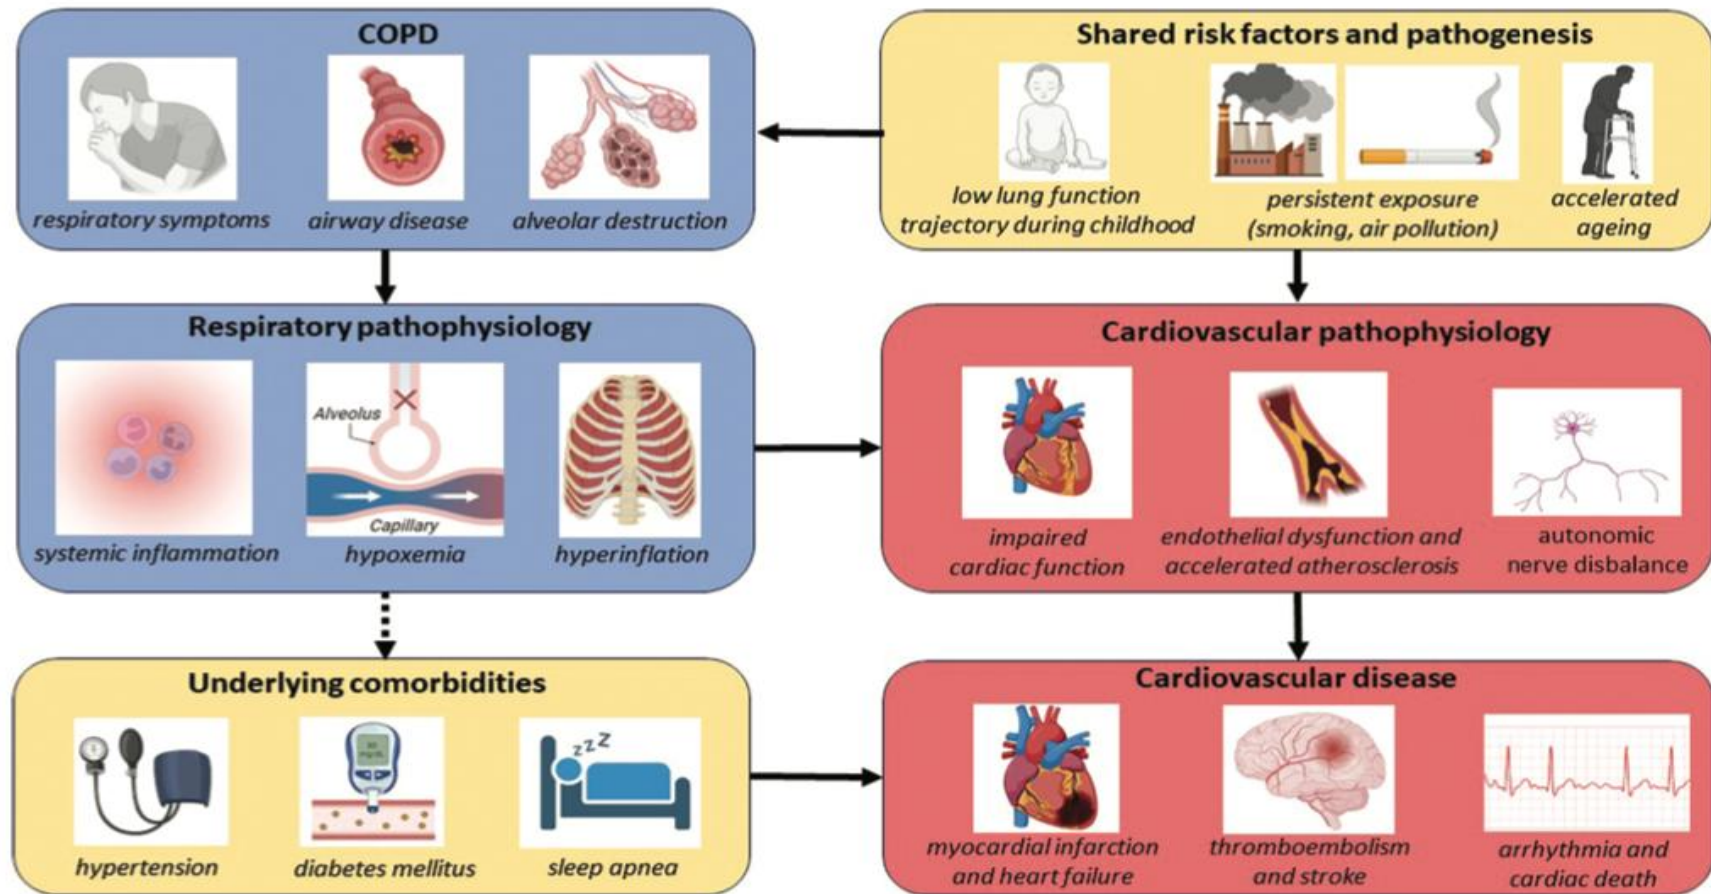 COPD
respiratory symptoms
airway disease
alveolar destruction
Shared risk factors and pathogenesis
low lung function
trajectory during childhood
persistent exposure
(smoking, air pollution)
accelerated
ageing
Respiratory pathophysiology
Alveolus
Capillary
systemic inflammation
hypoxemia
hyperinflation
Cardiovascular pathophysiology
impaired
cardiac function
endothelial dysfunction and
accelerated atherosclerosis
autonomic
nerve disbalance
Underlying comorbidities
zzz
hypertension
diabetes mellitus
sleep apnea
Cardiovascular disease
myocardial infarction
and heart failure
thromboembolism
and stroke
arrhythmia and
cardiac death